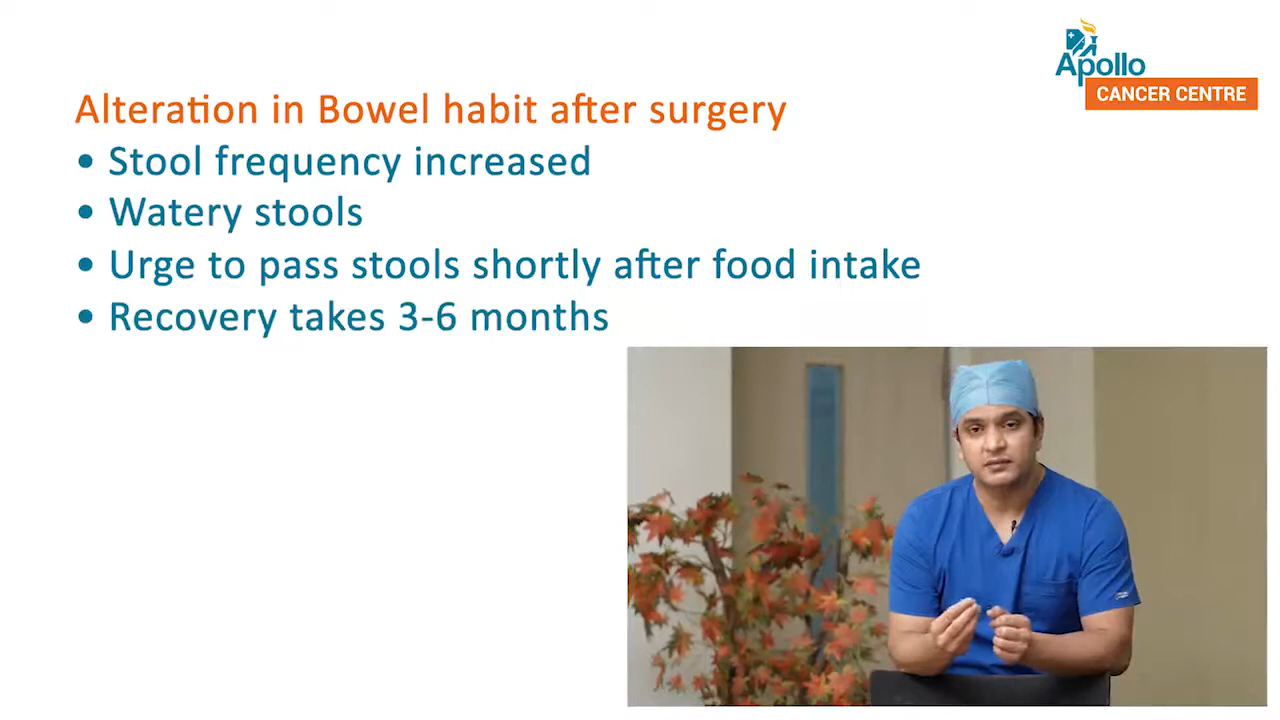 Apollo
CANCER CENTRE
Alteration in Bowel habit after surgery
• Stool frequency increased
• Watery stools
• Urge to pass stools shortly after food intake
• Recovery takes 3-6 months